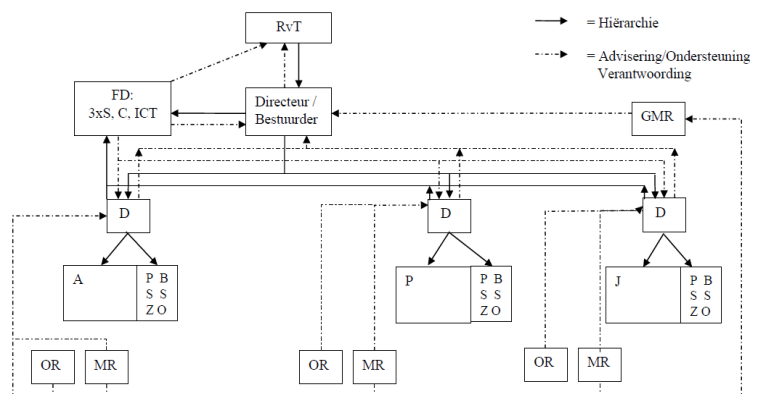 RvT
= Hiërarchie
= Advisering/Ondersteuning
Verantwoording
FD:
3xS, C, ICT
Directeur /
Bestuurder
GMR
D
D
D
A
P B
S S
Z O
P
P B
S S
Z O
J
P B
S S
Z O
OR
MR
OR
MR
OR
MR